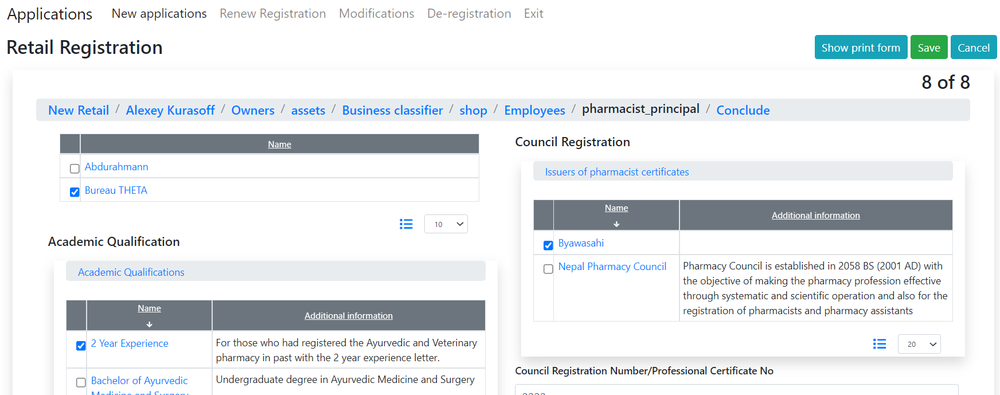 Applications New applications Renew Registration Modifications De-registration Exit
Retail Registration
Show print form Save Cancel
8 of 8
New Retail / Alexey Kurasoff / Owners / assets / Business classifier / shop / Employees / pharmacist_principal / Conclude
Name
Abdurahmann
Bureau THETA
10
Academic Qualification
Academic Qualifications
Name
Additional information
2 Year Experience
For those who had registered the Ayurvedic and Veterinary
pharmacy in past with the 2 year experience letter.
Bachelor of Ayurvedic
Medicine and Surgery
Undergraduate degree in Ayurvedic Medicine and Surgery
Council Registration
Issuers of pharmacist certificates
Name
Additional information
Byawasahi
Nepal Pharmacy Council
Pharmacy Council is established in 2058 BS (2001 AD) with
the objective of making the pharmacy profession effective
through systematic and scientific operation and also for the
registration of pharmacists and pharmacy assistants
20
Council Registration Number/Professional Certificate No